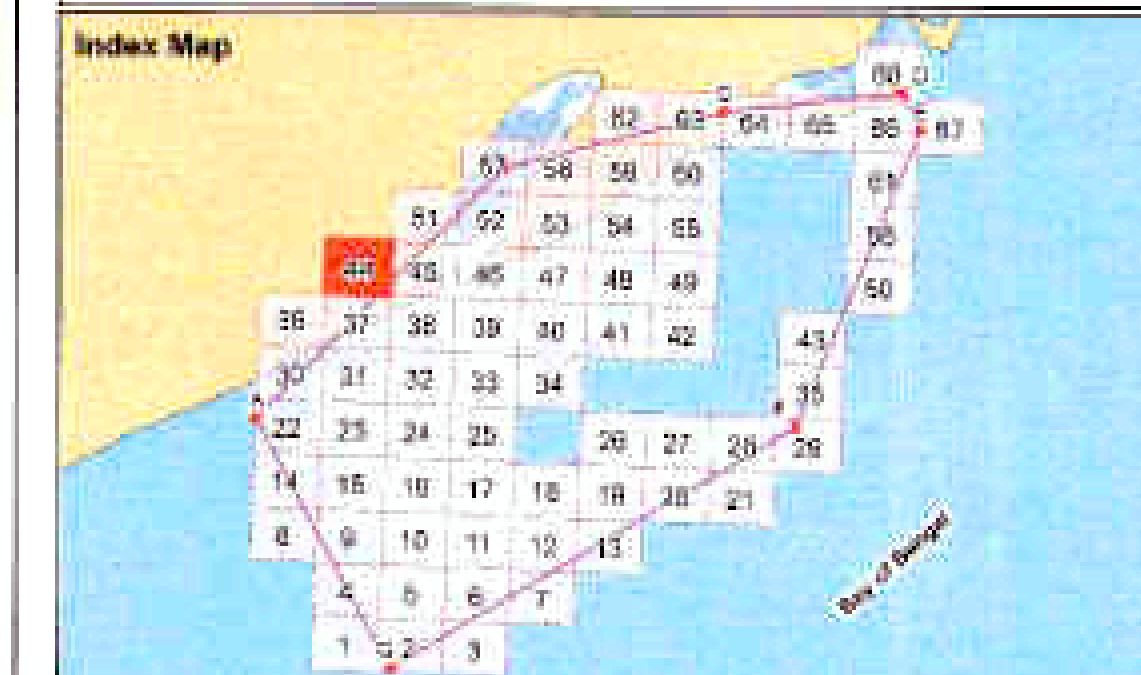 Index Map
68 D
62 63 C 64 65 66 67
57 58 59 60
51 52 53 54 55 56
44 45 46 47 48 49 50
36 37 38 39 40 41 42 43
30 31 32 33 34 35
A
22 23 24 25 26 27 28 29
14 15 16 17 18 19 20 21
8 9 10 11 12 13
4 5 6 7
1 G 2 3
Bay of Bengal